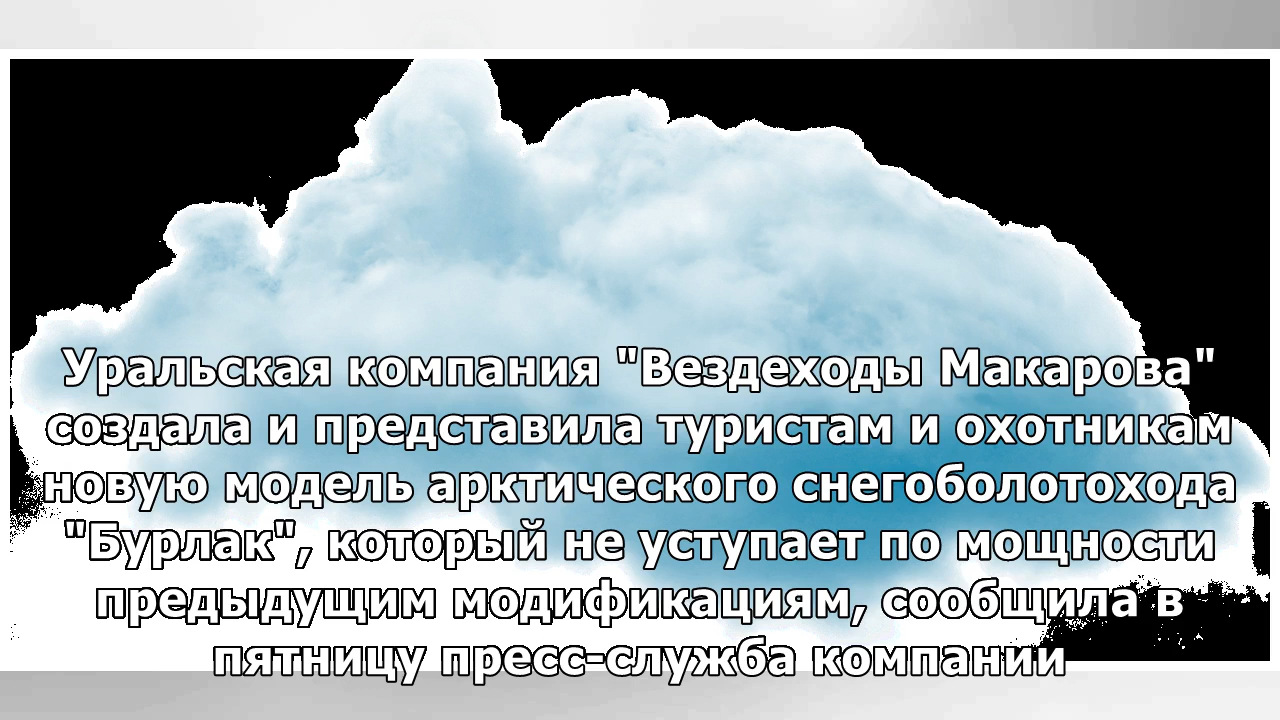 Уральская компания "Вездеходы Макарова"
создала и представила туристам и охотникам
новую модель арктического снегоболотохода
"Бурлак", который не уступает по мощности
предыдущим модификациям, сообщила в
пятницу пресс-служба компании